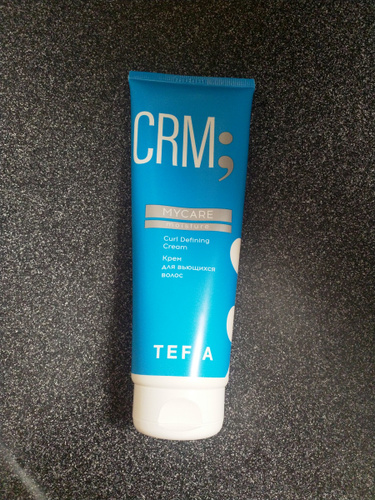 CRM;
MYCARE
moisture
Curl Defining
Cream
Крем
для вьющихся
волос
TEFIA